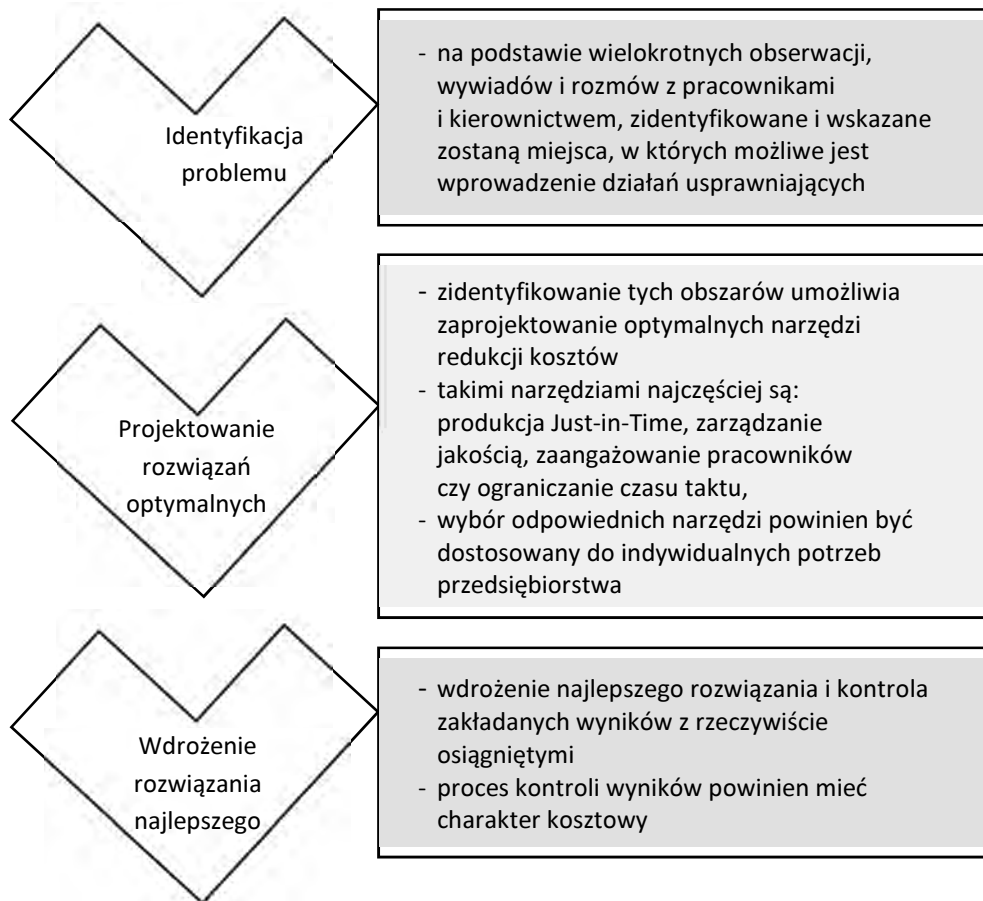 Identyfikacja
problemu
- na podstawie wielokrotnych obserwacji,
wywiadów i rozmów z pracownikami
i kierownictwem, zidentyfikowane i wskazane
zostaną miejsca, w których możliwe jest
wprowadzenie działań usprawniających
Projektowanie
rozwiązań
optymalnych
- zidentyfikowanie tych obszarów umożliwia
zaprojektowanie optymalnych narzędzi
redukcji kosztów
- takimi narzędziami najczęściej są:
produkcja Just-in-Time, zarządzanie
jakością, zaangażowanie pracowników
czy ograniczanie czasu taktu,
- wybór odpowiednich narzędzi powinien być
dostosowany do indywidualnych potrzeb
przedsiębiorstwa
Wdrożenie
rozwiązania
najlepszego
- wdrożenie najlepszego rozwiązania i kontrola
zakładanych wyników z rzeczywiście
osiągniętymi
- proces kontroli wyników powinien mieć
charakter kosztowy